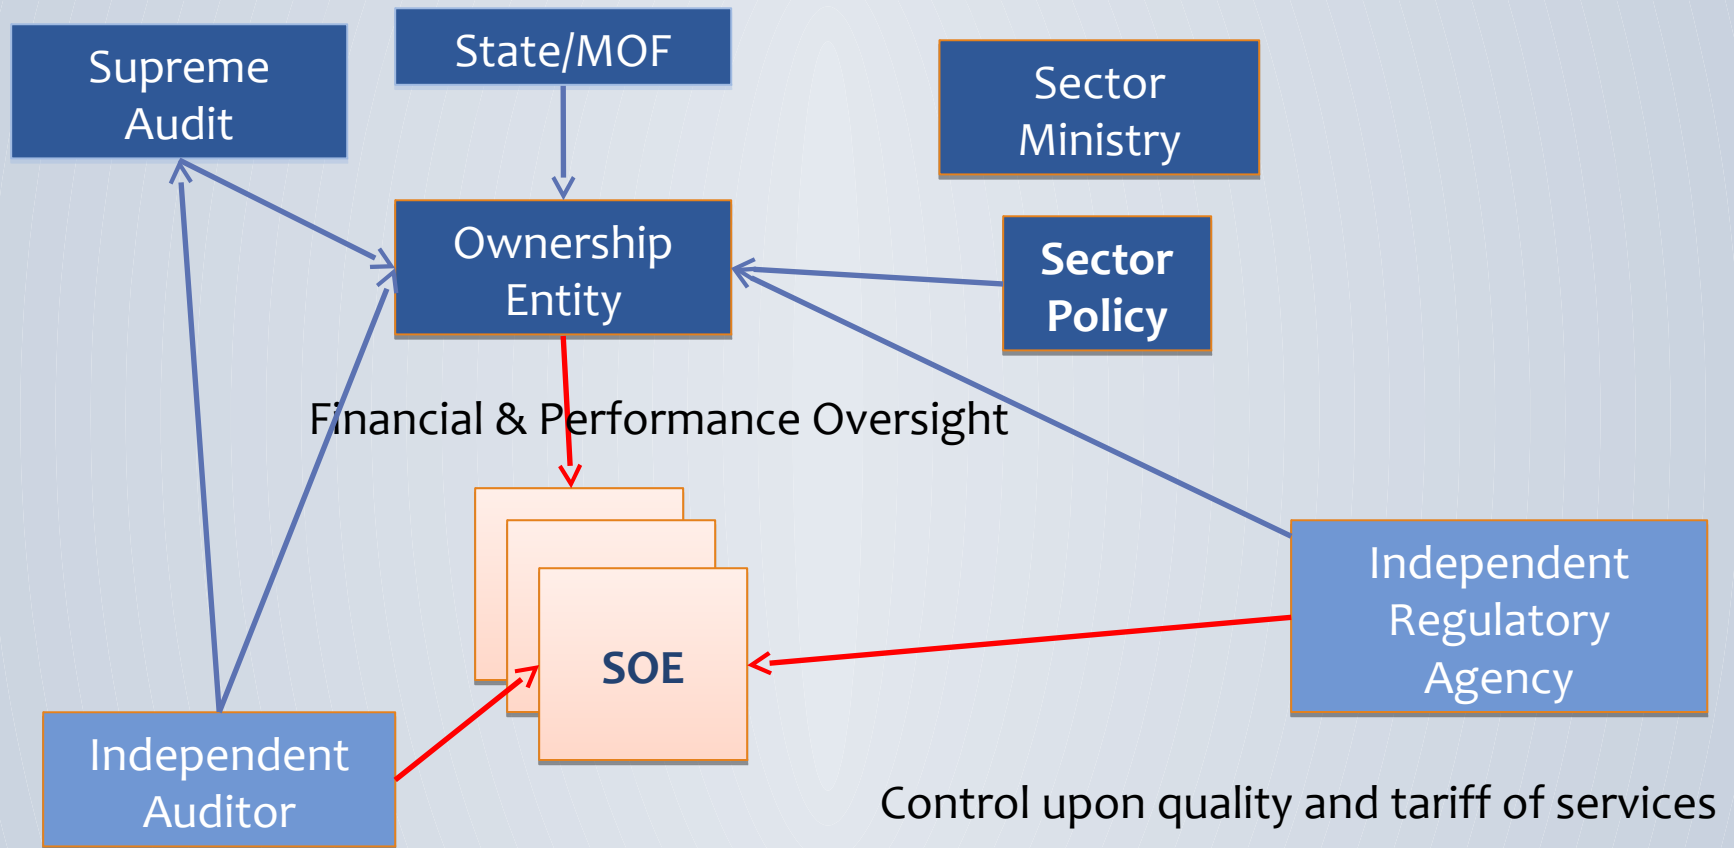 Supreme
Audit
State/MOF
Sector
Ministry
Ownership
Entity
Sector
Policy
Financial & Performance Oversight
SOE
Independent
Regulatory
Agency
Independent
Auditor
Control upon quality and tariff of services